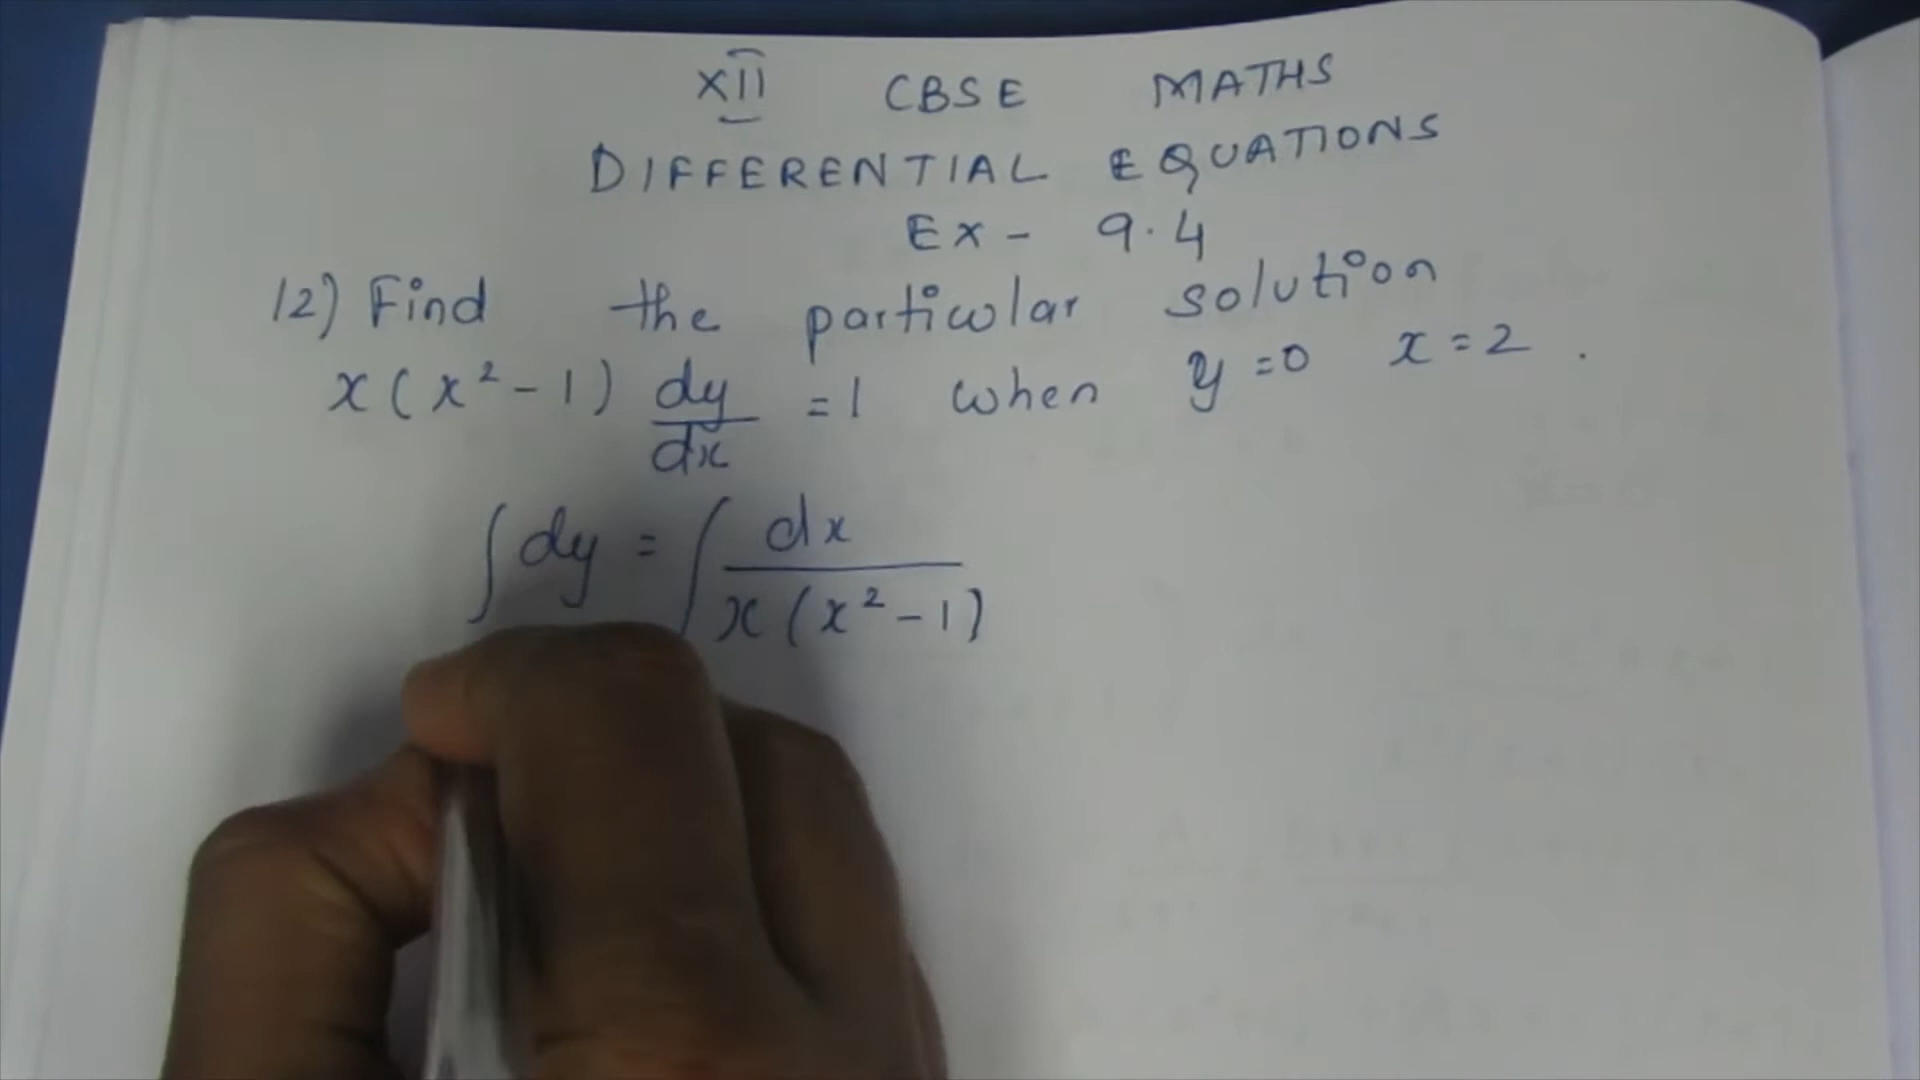 XII CBSE MATHS
DIFFERENTIAL EQUATIONS
Ex - 9.4
12) Find the particular solution
x(x²-1) dy/dx =1 when y=0 x=2 .
∫dy = ∫ dx / x(x²-1)